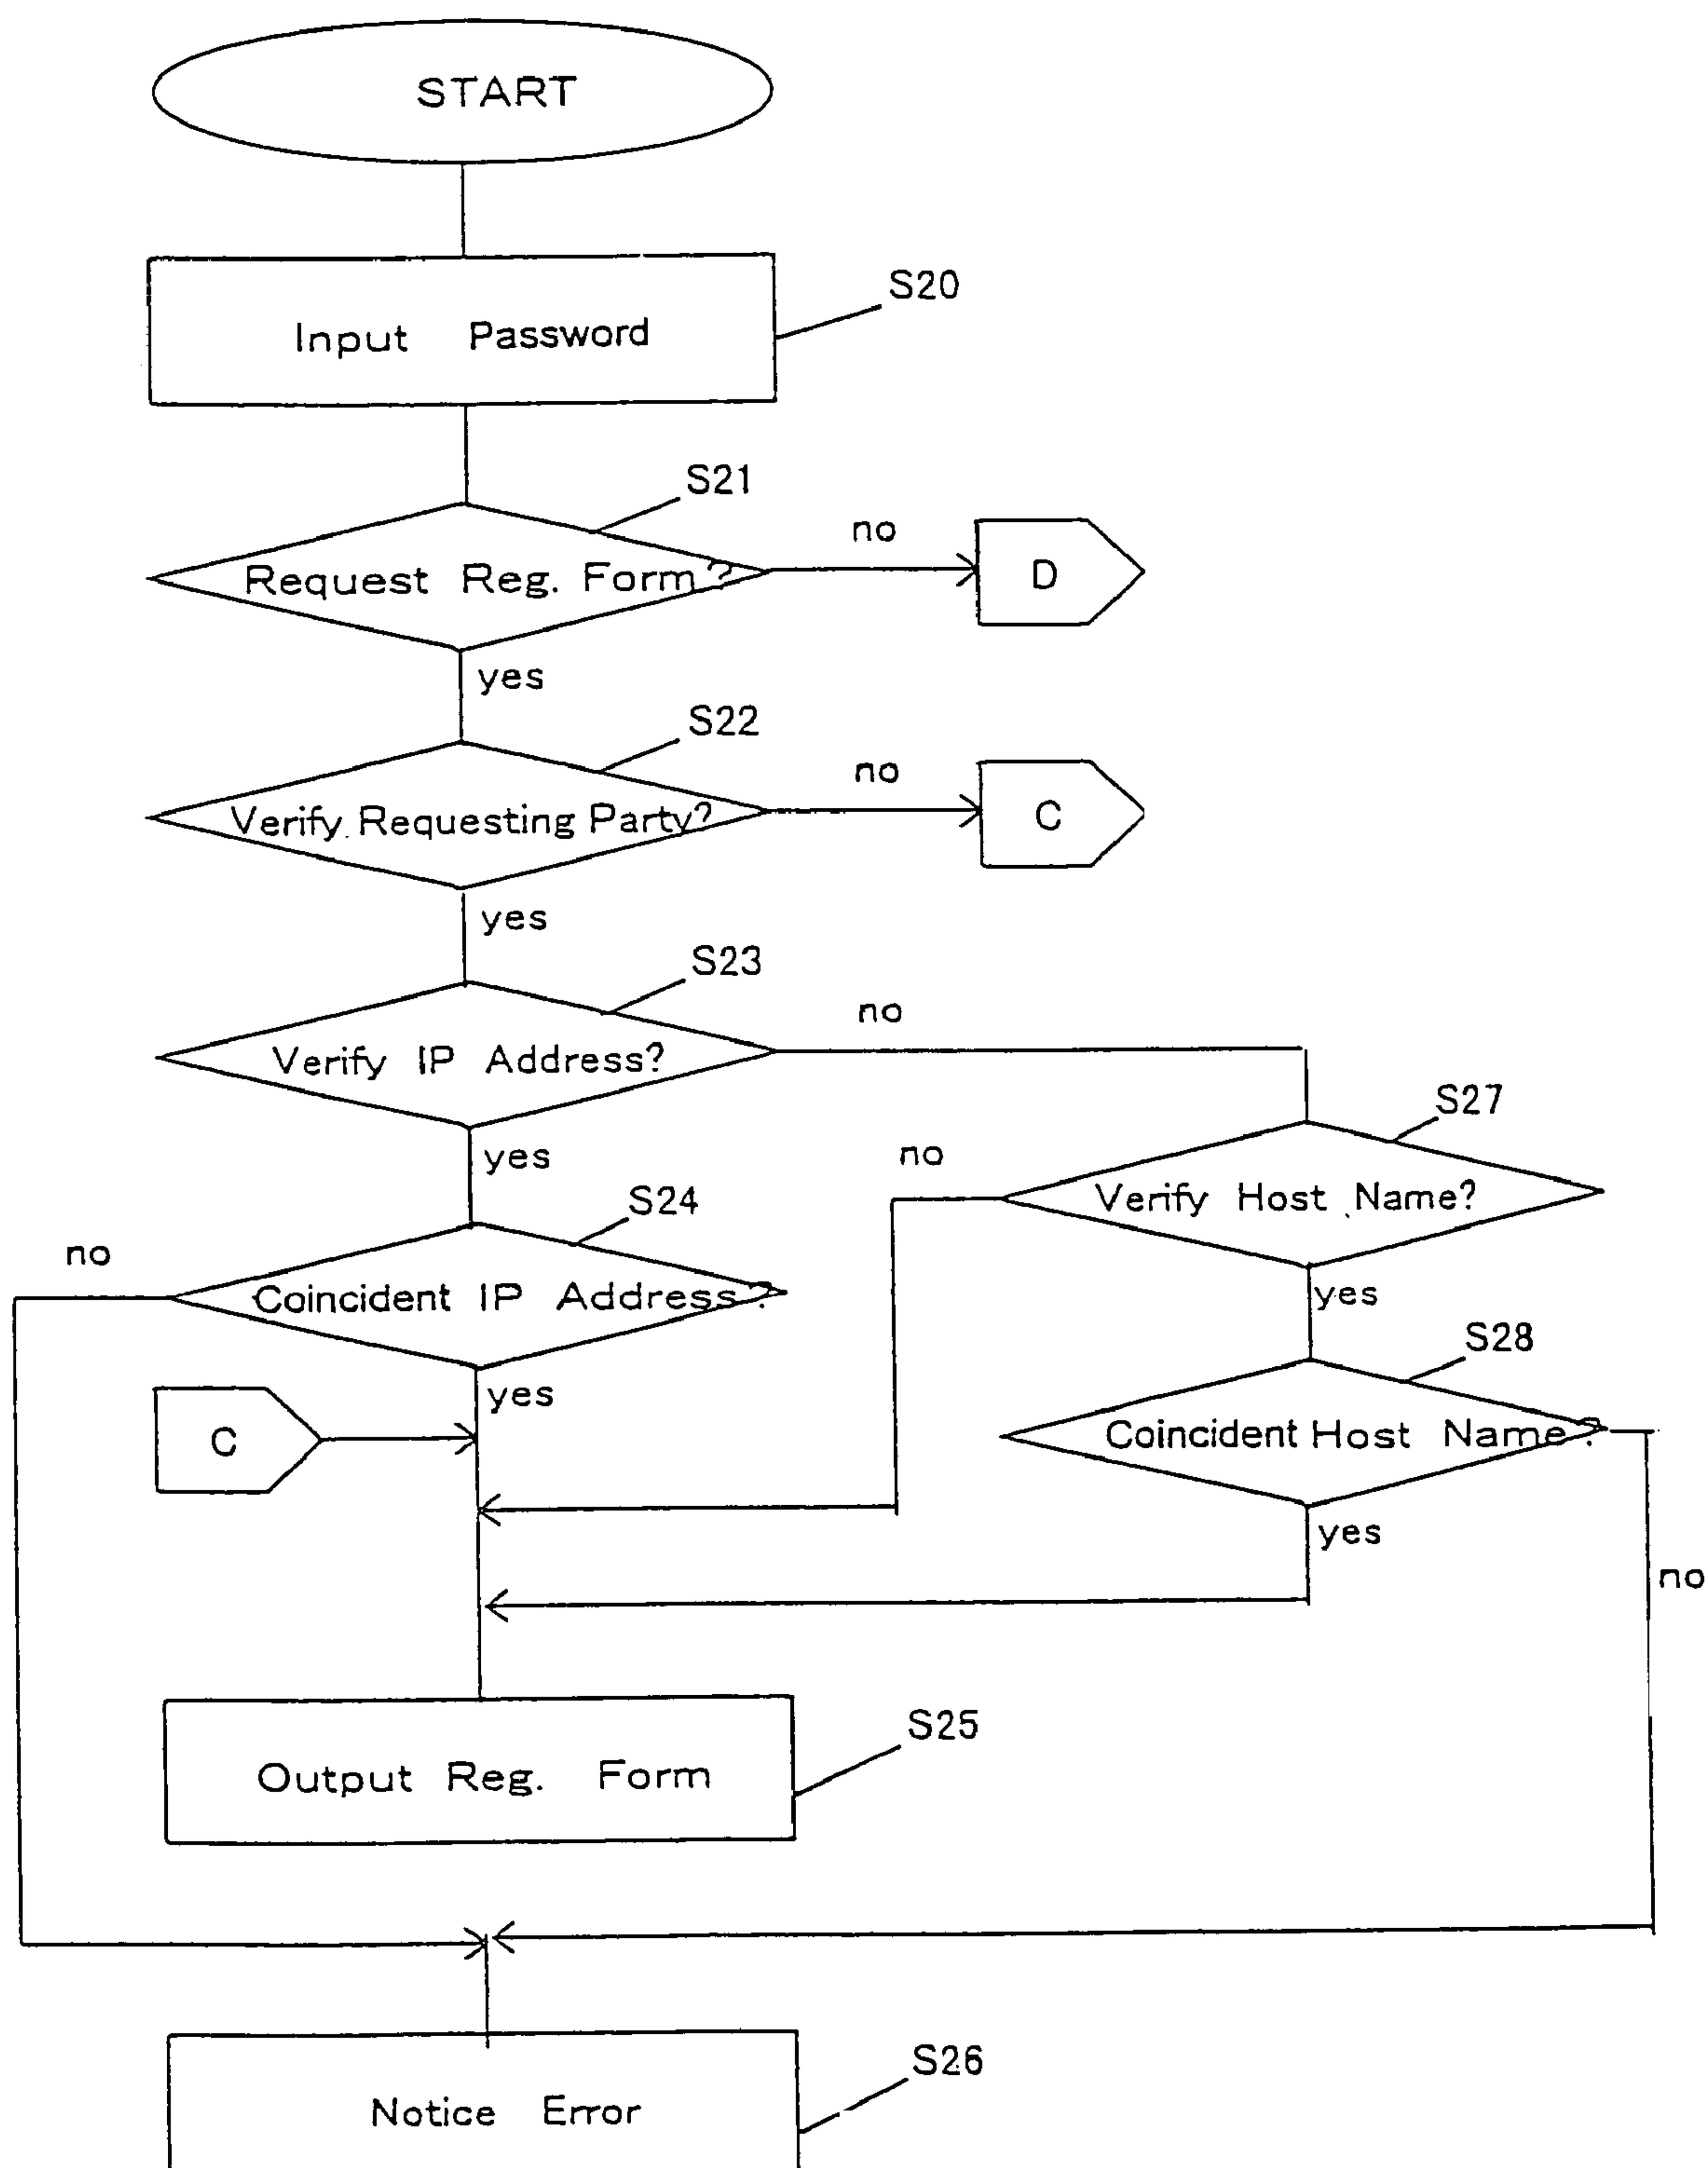 START
Input Password
S20
S21
Request Reg. Form?
no
D
yes
S22
Verify Requesting Party?
no
C
yes
S23
Verify IP Address?
no
yes
S27
Verify Host Name?
no
yes
S24
Coincident IP Address?
no
yes
S28
Coincident Host Name?
yes
no
C
Output Reg. Form
S25
Notice Error
S26